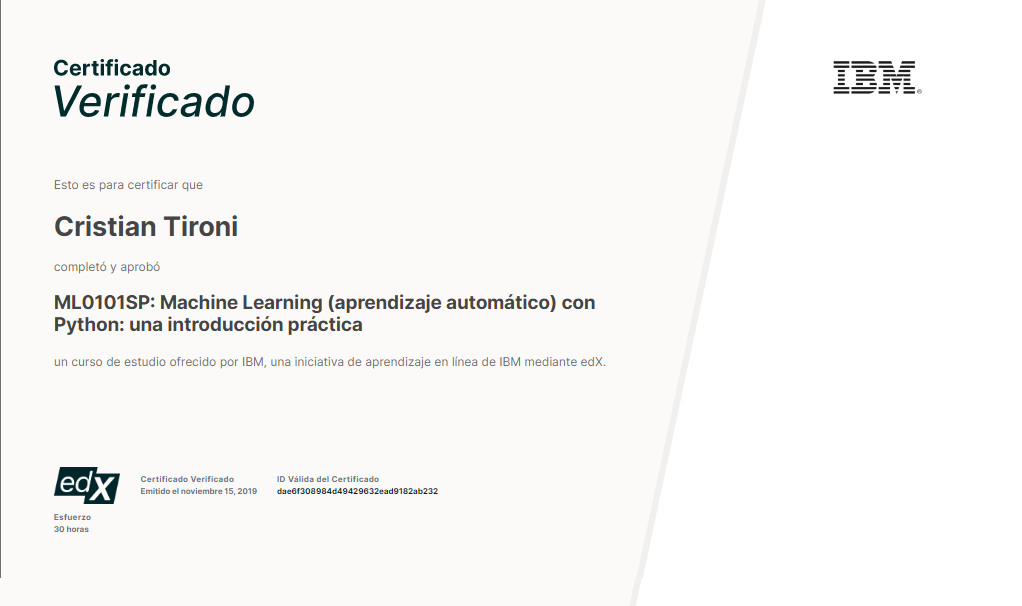 Certificado
Verificado
IBM®
Esto es para certificar que
Cristian Tironi
completó y aprobó
ML0101SP: Machine Learning (aprendizaje automático) con
Python: una introducción práctica
un curso de estudio ofrecido por IBM, una iniciativa de aprendizaje en línea de IBM mediante edX.
edX
Certificado Verificado
Emitido el noviembre 15, 2019
ID Válida del Certificado
dae6f308984d49429632ead9182ab232
Esfuerzo
30 horas